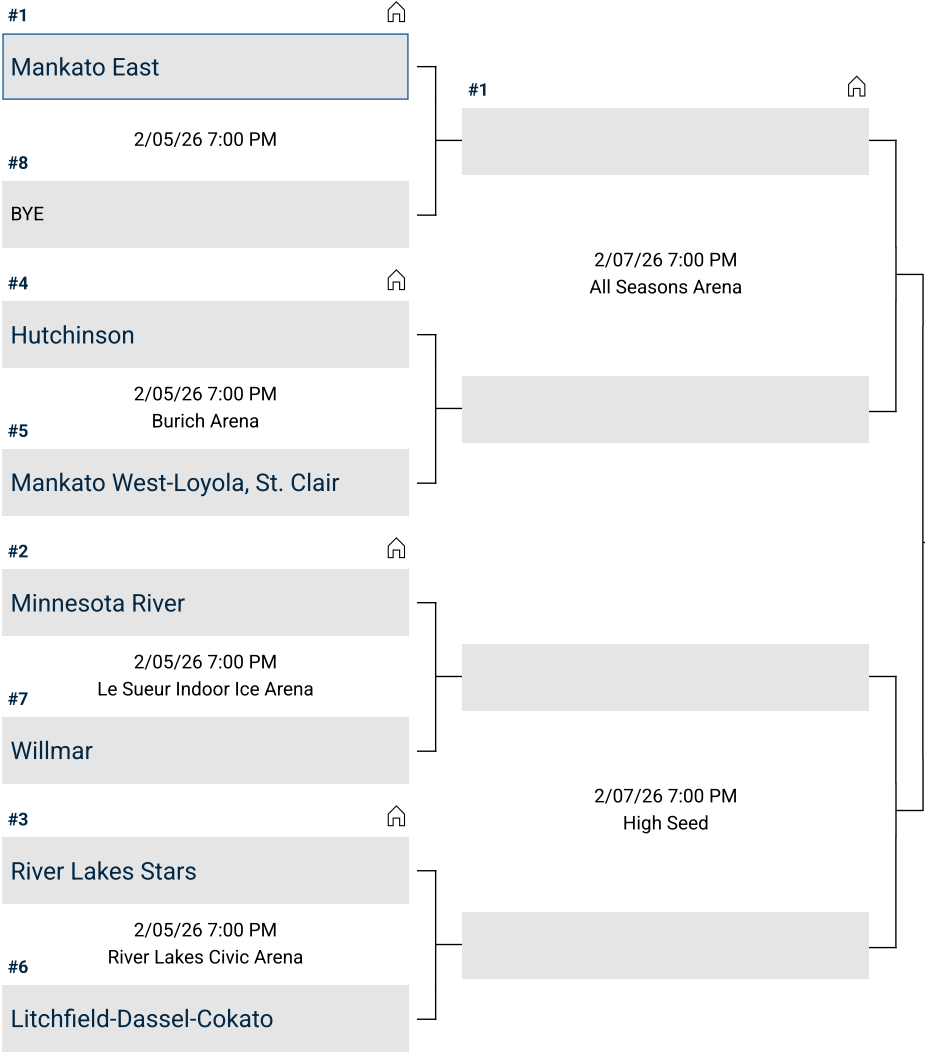 #1
Mankato East
2/05/26 7:00 PM
#8
BYE
#4
Hutchinson
2/05/26 7:00 PM
Burich Arena
#5
Mankato West-Loyola, St. Clair
#2
Minnesota River
2/05/26 7:00 PM
Le Sueur Indoor Ice Arena
#7
Willmar
#3
River Lakes Stars
2/05/26 7:00 PM
River Lakes Civic Arena
#6
Litchfield-Dassel-Cokato
#1
2/07/26 7:00 PM
All Seasons Arena
2/07/26 7:00 PM
High Seed